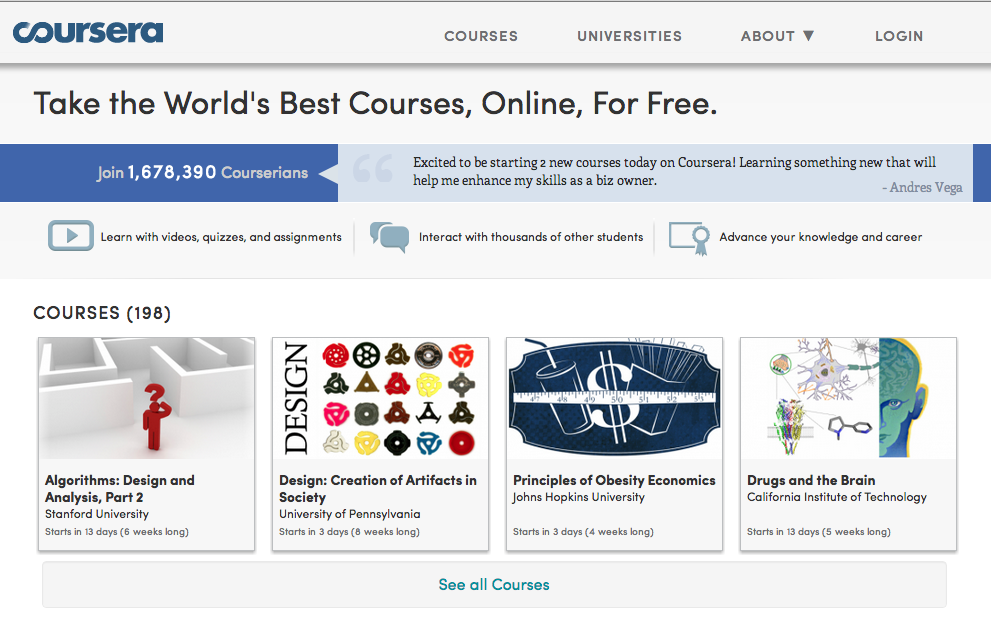 coursera
COURSES UNIVERSITIES ABOUT ▼ LOGIN
Take the World's Best Courses, Online, For Free.
Join 1,678,390 Courserians
Excited to be starting 2 new courses today on Coursera! Learning something new that will
help me enhance my skills as a biz owner.
- Andres Vega
Learn with videos, quizzes, and assignments
Interact with thousands of other students
Advance your knowledge and career
COURSES (198)
Algorithms: Design and
Analysis, Part 2
Stanford University
Starts in 13 days (6 weeks long)
DESIGN
Design: Creation of Artifacts in
Society
University of Pennsylvania
Starts in 3 days (8 weeks long)
$
Principles of Obesity Economics
Johns Hopkins University
Starts in 3 days (4 weeks long)
Drugs and the Brain
California Institute of Technology
Starts in 13 days (5 weeks long)
See all Courses